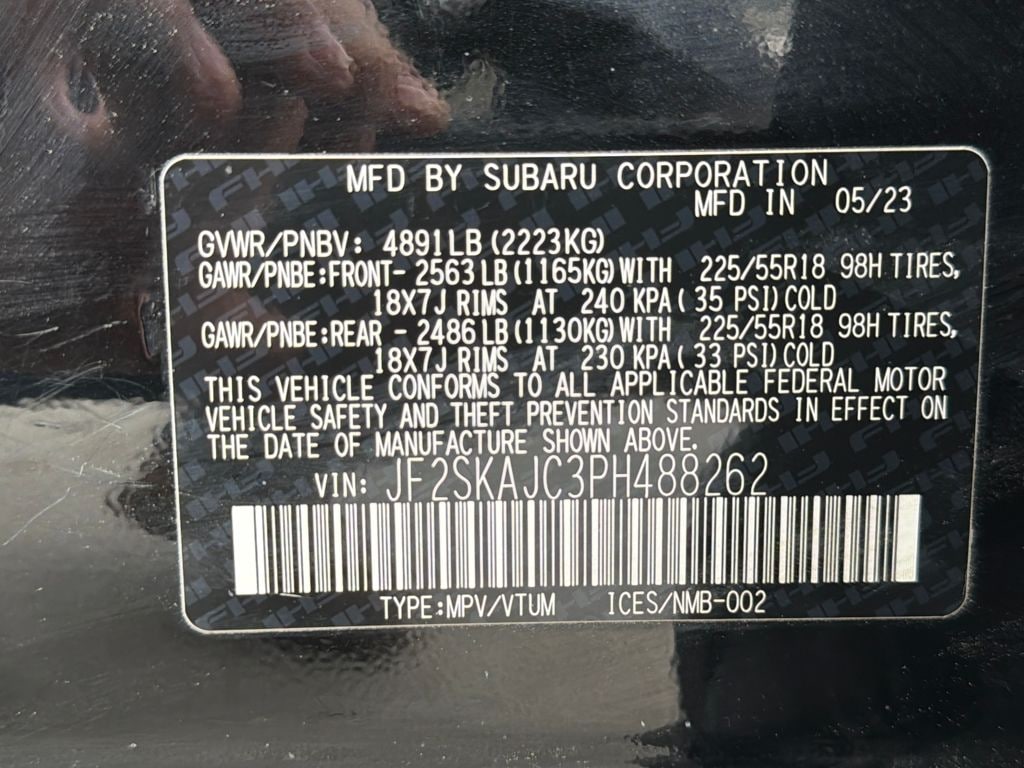 MFD BY SUBARU CORPORATION
MFD IN 05/23
GVWR/PNBV: 4891LB (2223KG)
GAWR/PNBE:FRONT- 2563 LB (1165KG) WITH 225/55R18 98H TIRES,
18X7J RIMS AT 240 KPA ( 35 PSI) COLD
GAWR/PNBE:REAR - 2486 LB (1130KG) WITH 225/55R18 98H TIRES,
18X7J RIMS AT 230 KPA ( 33 PSI) COLD
THIS VEHICLE CONFORMS TO ALL APPLICABLE FEDERAL MOTOR
VEHICLE SAFETY AND THEFT PREVENTION STANDARDS IN EFFECT ON
THE DATE OF MANUFACTURE SHOWN ABOVE.
VIN: JF2SKAJC3PH488262
TYPE:MPV/VTUM ICES/NMB-002